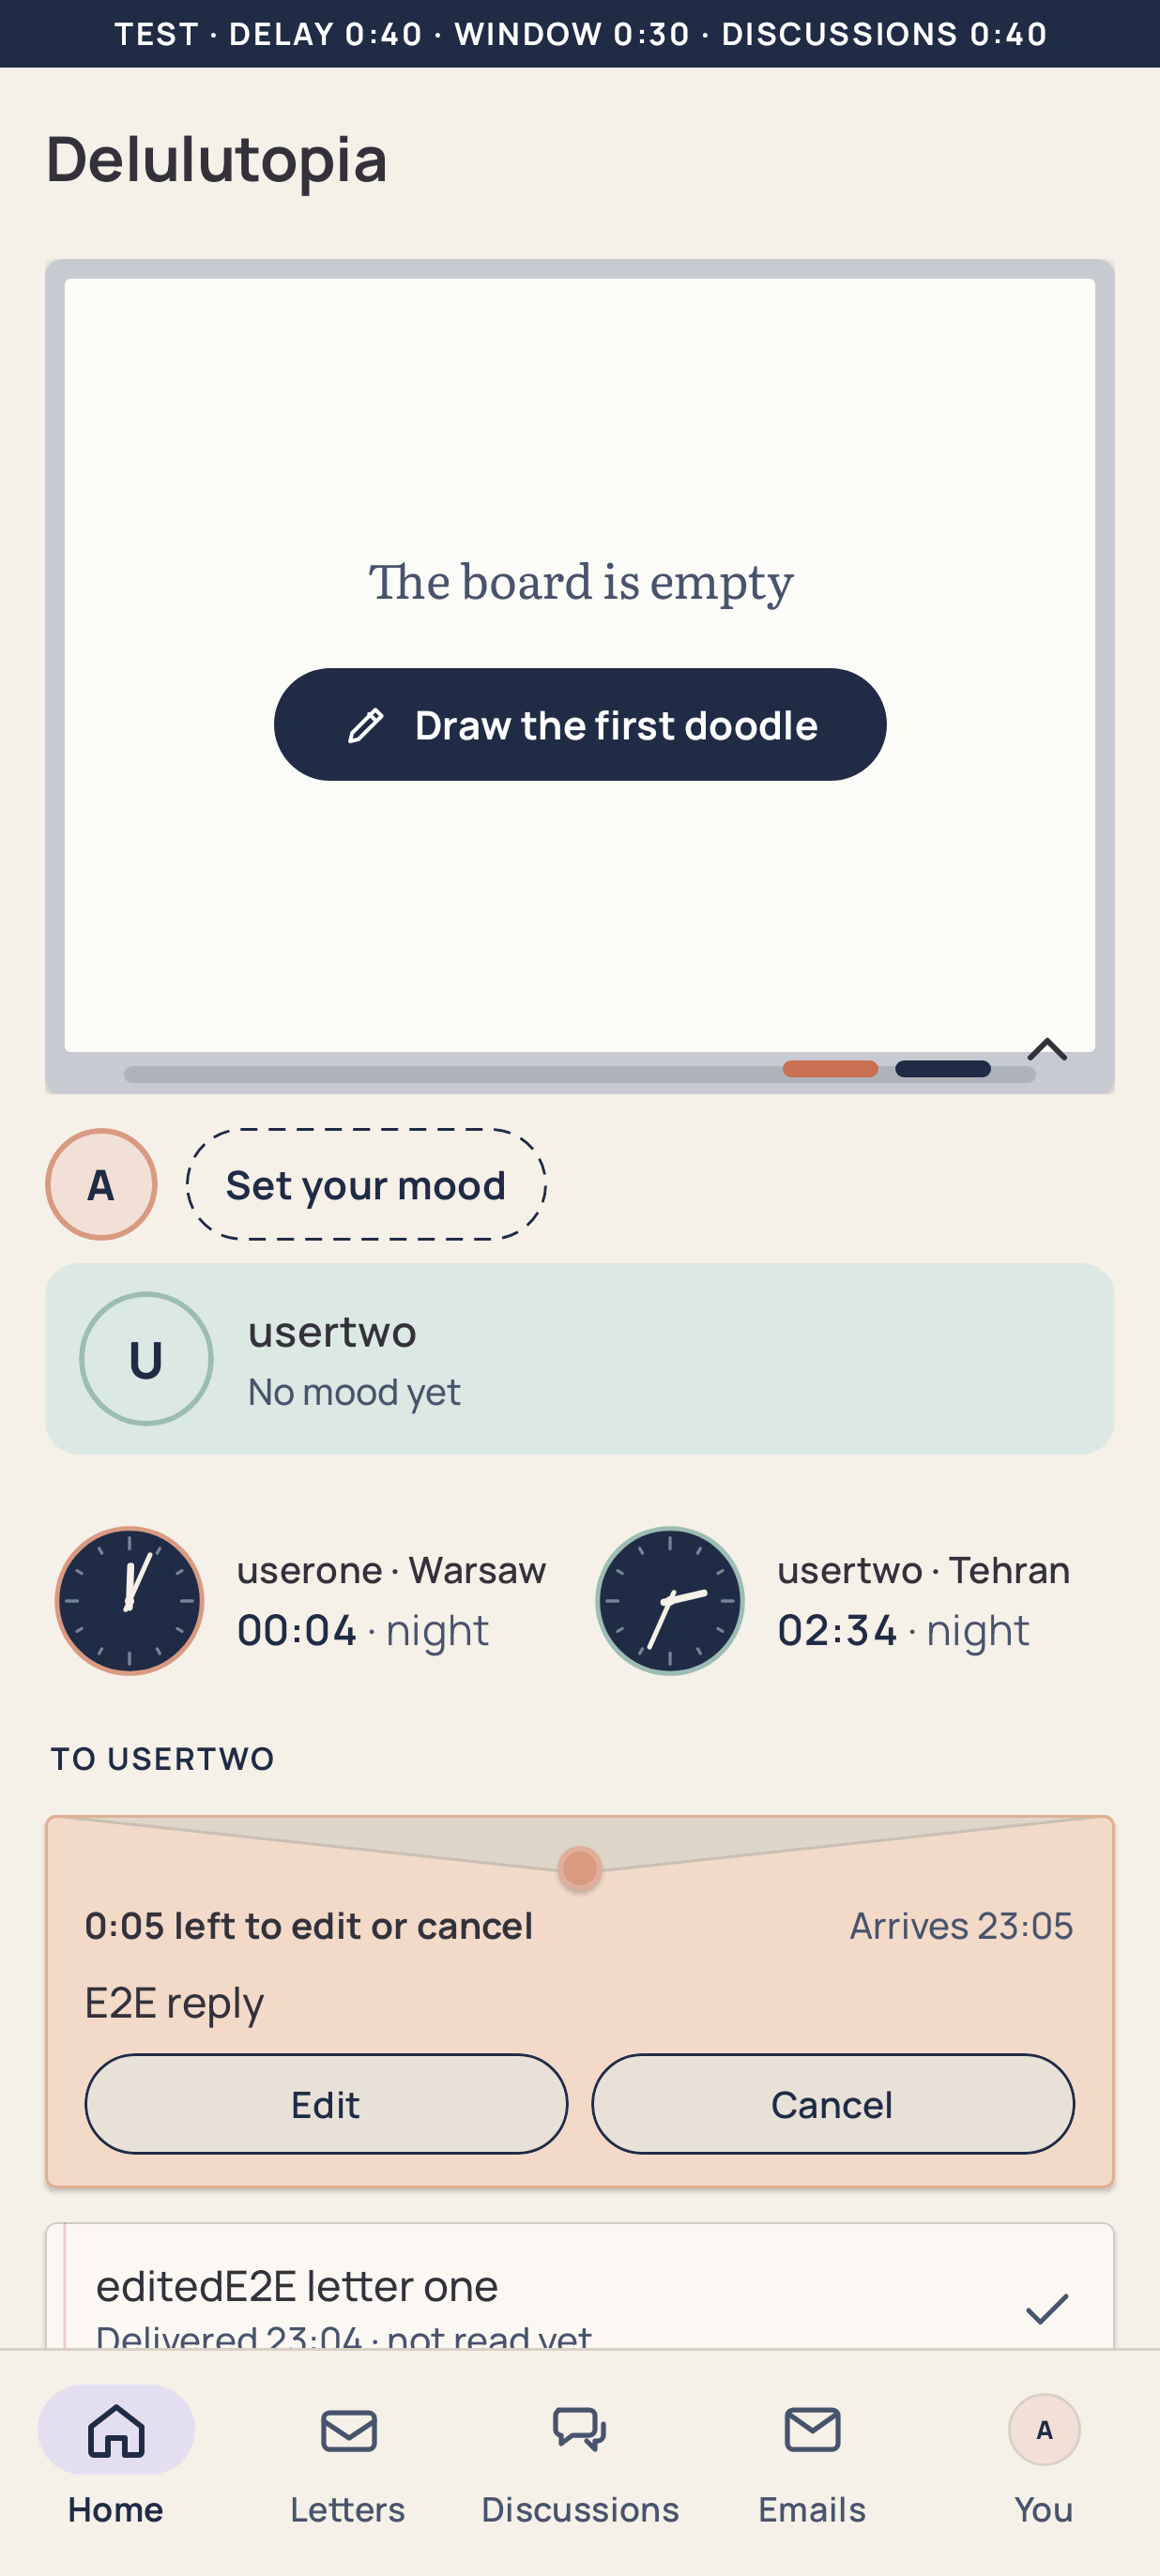 TEST · DELAY 0:40 · WINDOW 0:30 · DISCUSSIONS 0:40
Delulutopia
The board is empty
Draw the first doodle
A
Set your mood
U
usertwo
No mood yet
userone · Warsaw
00:04 · night
usertwo · Tehran
02:34 · night
TO USERTWO
0:05 left to edit or cancel
Arrives 23:05
E2E reply
Edit
Cancel
editedE2E letter one
Delivered 23:04 · not read yet
A
Home
Letters
Discussions
Emails
You